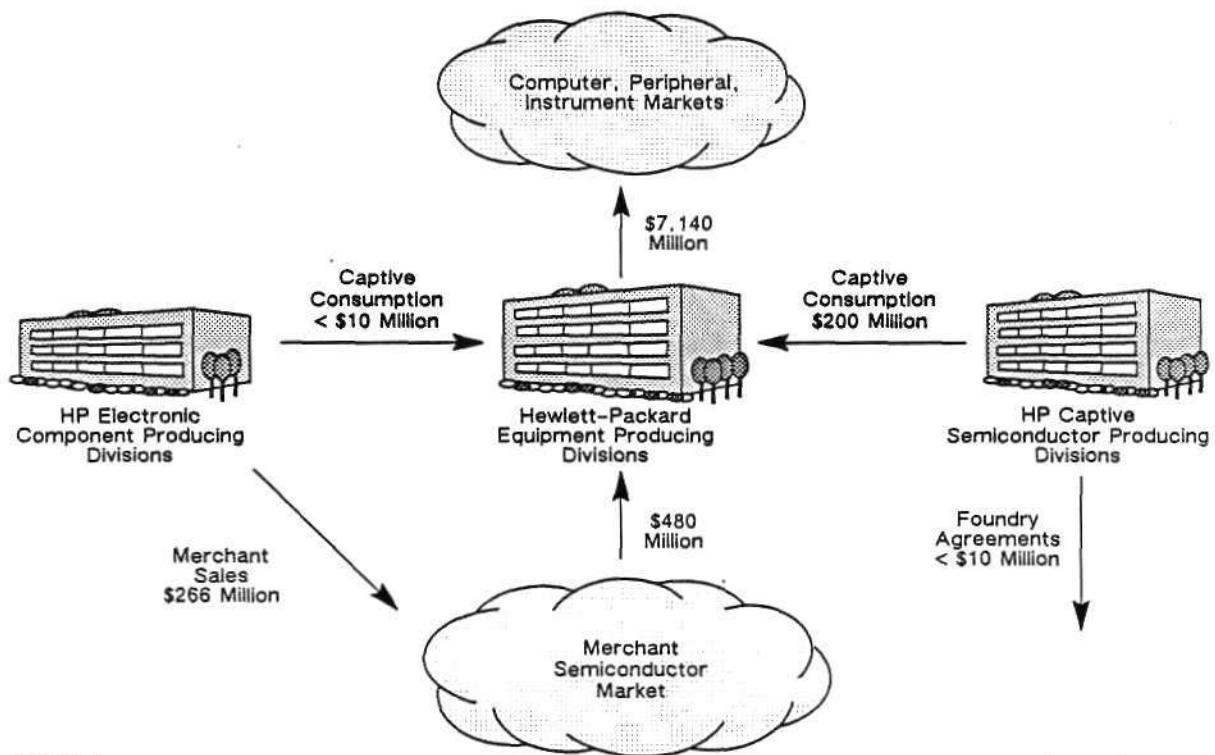 Computer, Peripheral,
Instrument Markets
$7,140
Million
Captive
Consumption
< $10 Million
Captive
Consumption
$200 Million
HP Electronic
Component Producing
Divisions
Hewlett-Packard
Equipment Producing
Divisions
HP Captive
Semiconductor Producing
Divisions
Merchant
Sales
$266 Million
$480
Million
Foundry
Agreements
< $10 Million
Merchant
Semiconductor
Market